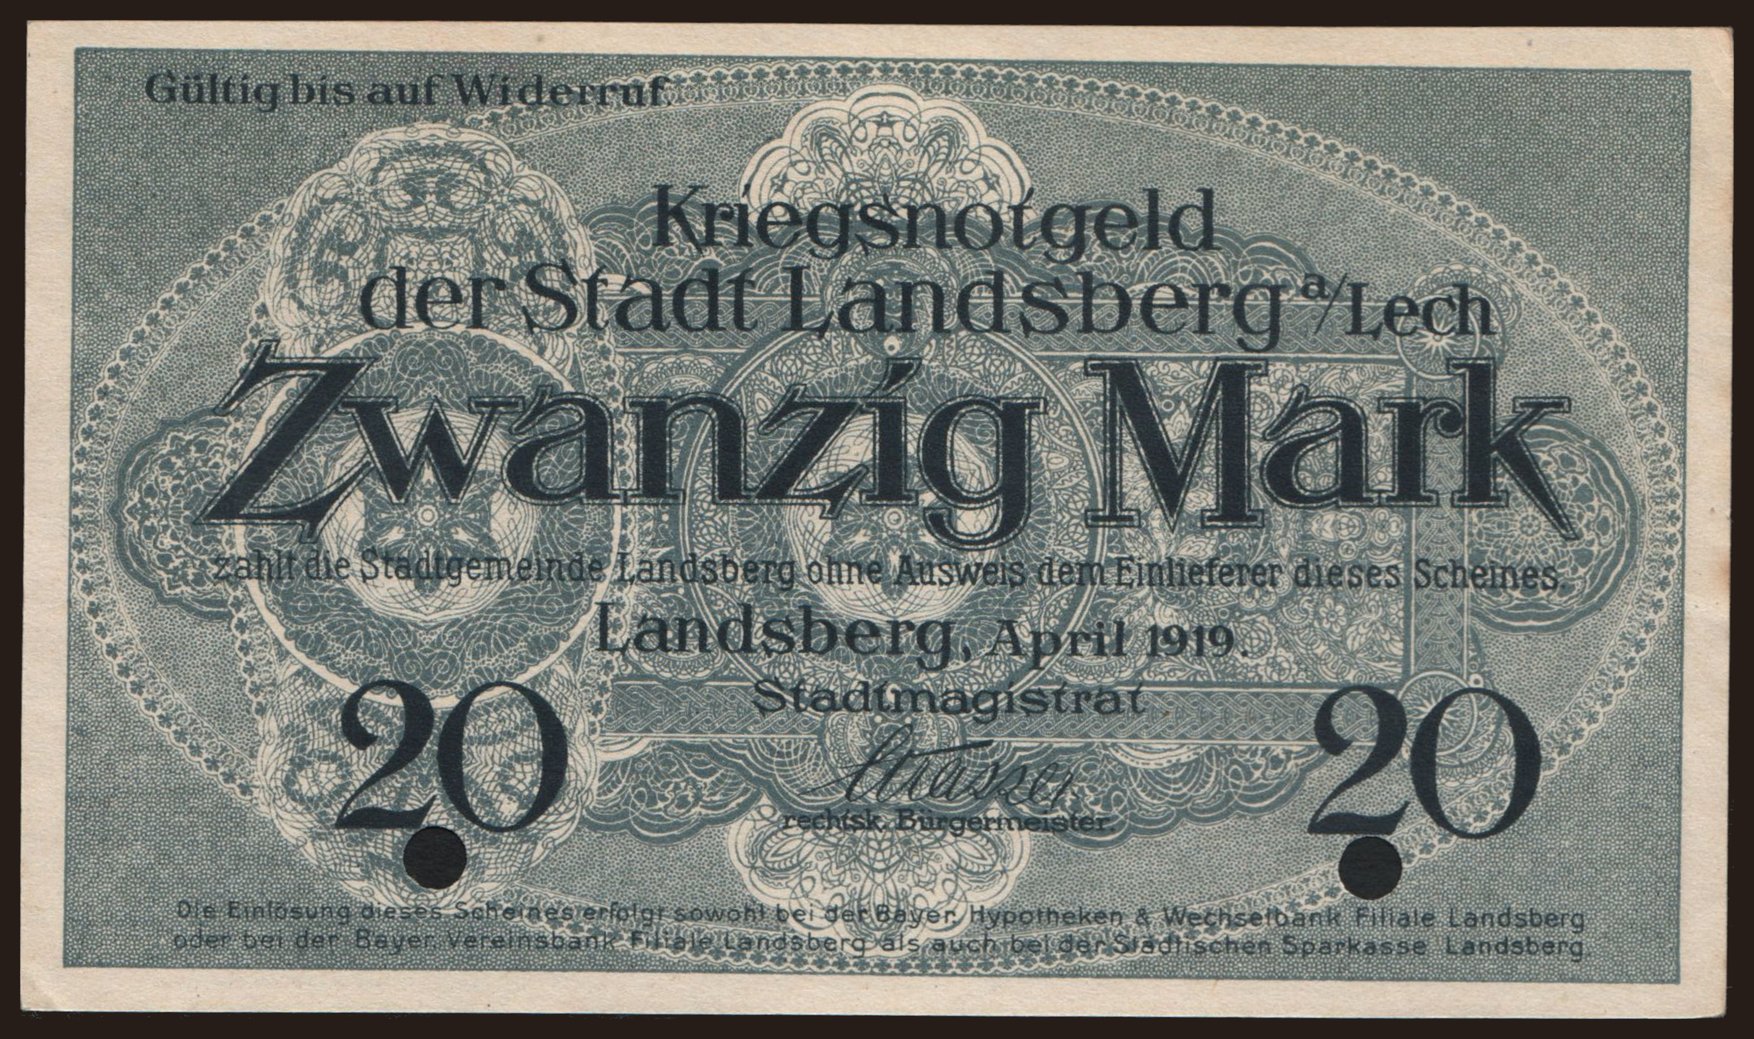 Gültig bis auf Widerruf.
Kriegsnotgeld
der Stadt Landsberg a/Lech
Zwanzig Mark
zahlt die Stadtgemeinde Landsberg ohne Ausweis dem Einlieferer dieses Scheines.
Landsberg, April 1919.
Stadtmagistrat
Strasser
rechtsk. Bürgermeister.
20 20
Die Einlösung dieses Scheines erfolgt sowohl bei der Bayer. Hypotheken & Wechselbank Filiale Landsberg
oder bei der Bayer. Vereinsbank Filiale Landsberg als auch bei der Städtischen Sparkasse Landsberg.